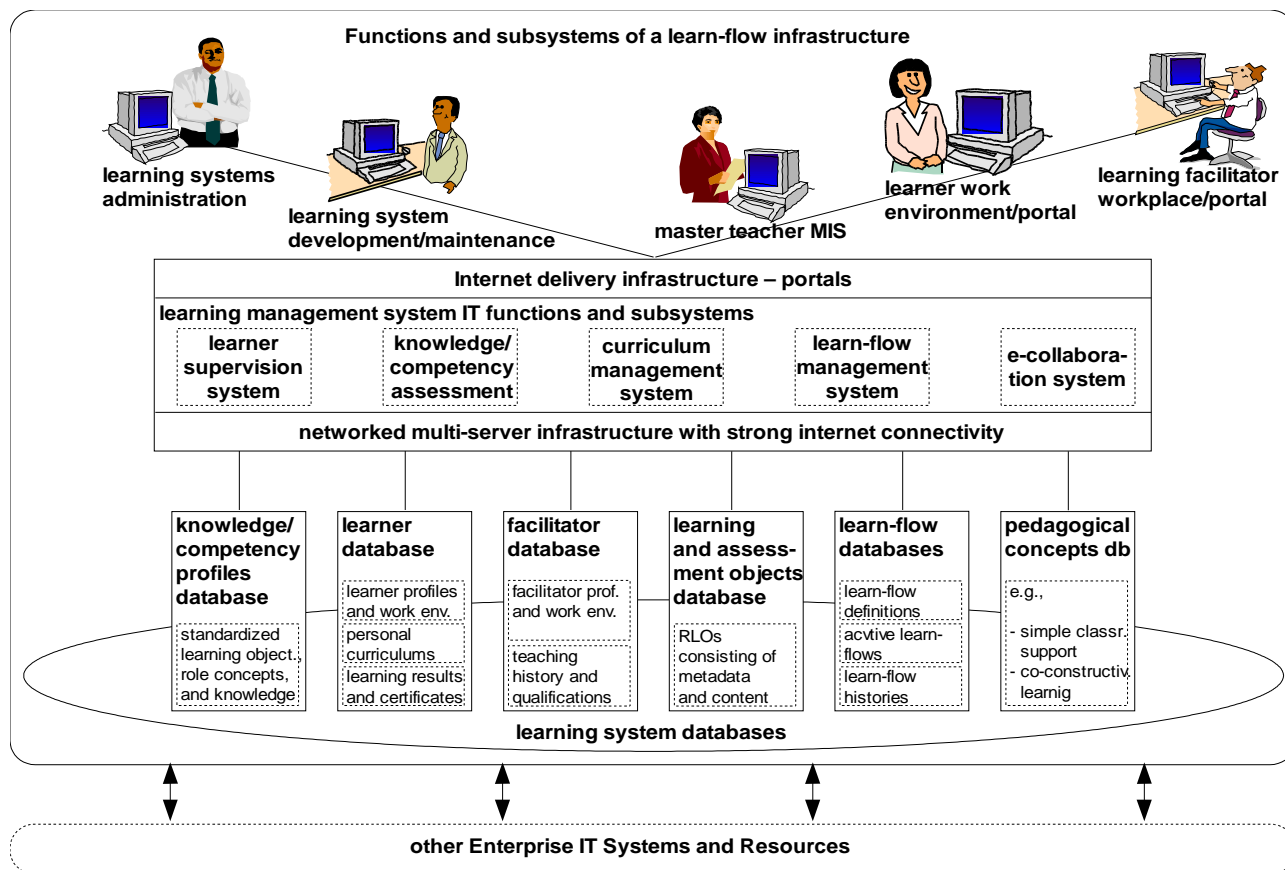 Functions and subsystems of a learn-flow infrastructure
learning systems
administration
learning system
development/maintenance
master teacher MIS
learner work
environment/portal
learning facilitator
workplace/portal
Internet delivery infrastructure – portals
learning management system IT functions and subsystems
learner
supervision
system
knowledge/
competency
assessment
curriculum
management
system
learn-flow
management
system
e-collabora-
tion system
networked multi-server infrastructure with strong internet connectivity
knowledge/
competency
profiles
database
standardized
learning object.,
role concepts,
and knowledge
learner
database
learner profiles
and work env.
personal
curriculums
learning results
and certificates
facilitator
database
facilitator prof.
and work env.
teaching
history and
qualifications
learning
and assess-
ment objects
database
RLOs
consisting of
metadata
and content
learn-flow
databases
learn-flow
definitions
acvtive learn-
flows
learn-flow
histories
pedagogical
concepts db
e.g.,
- simple classr.
support
- co-constructiv.
learnig
learning system databases
other Enterprise IT Systems and Resources